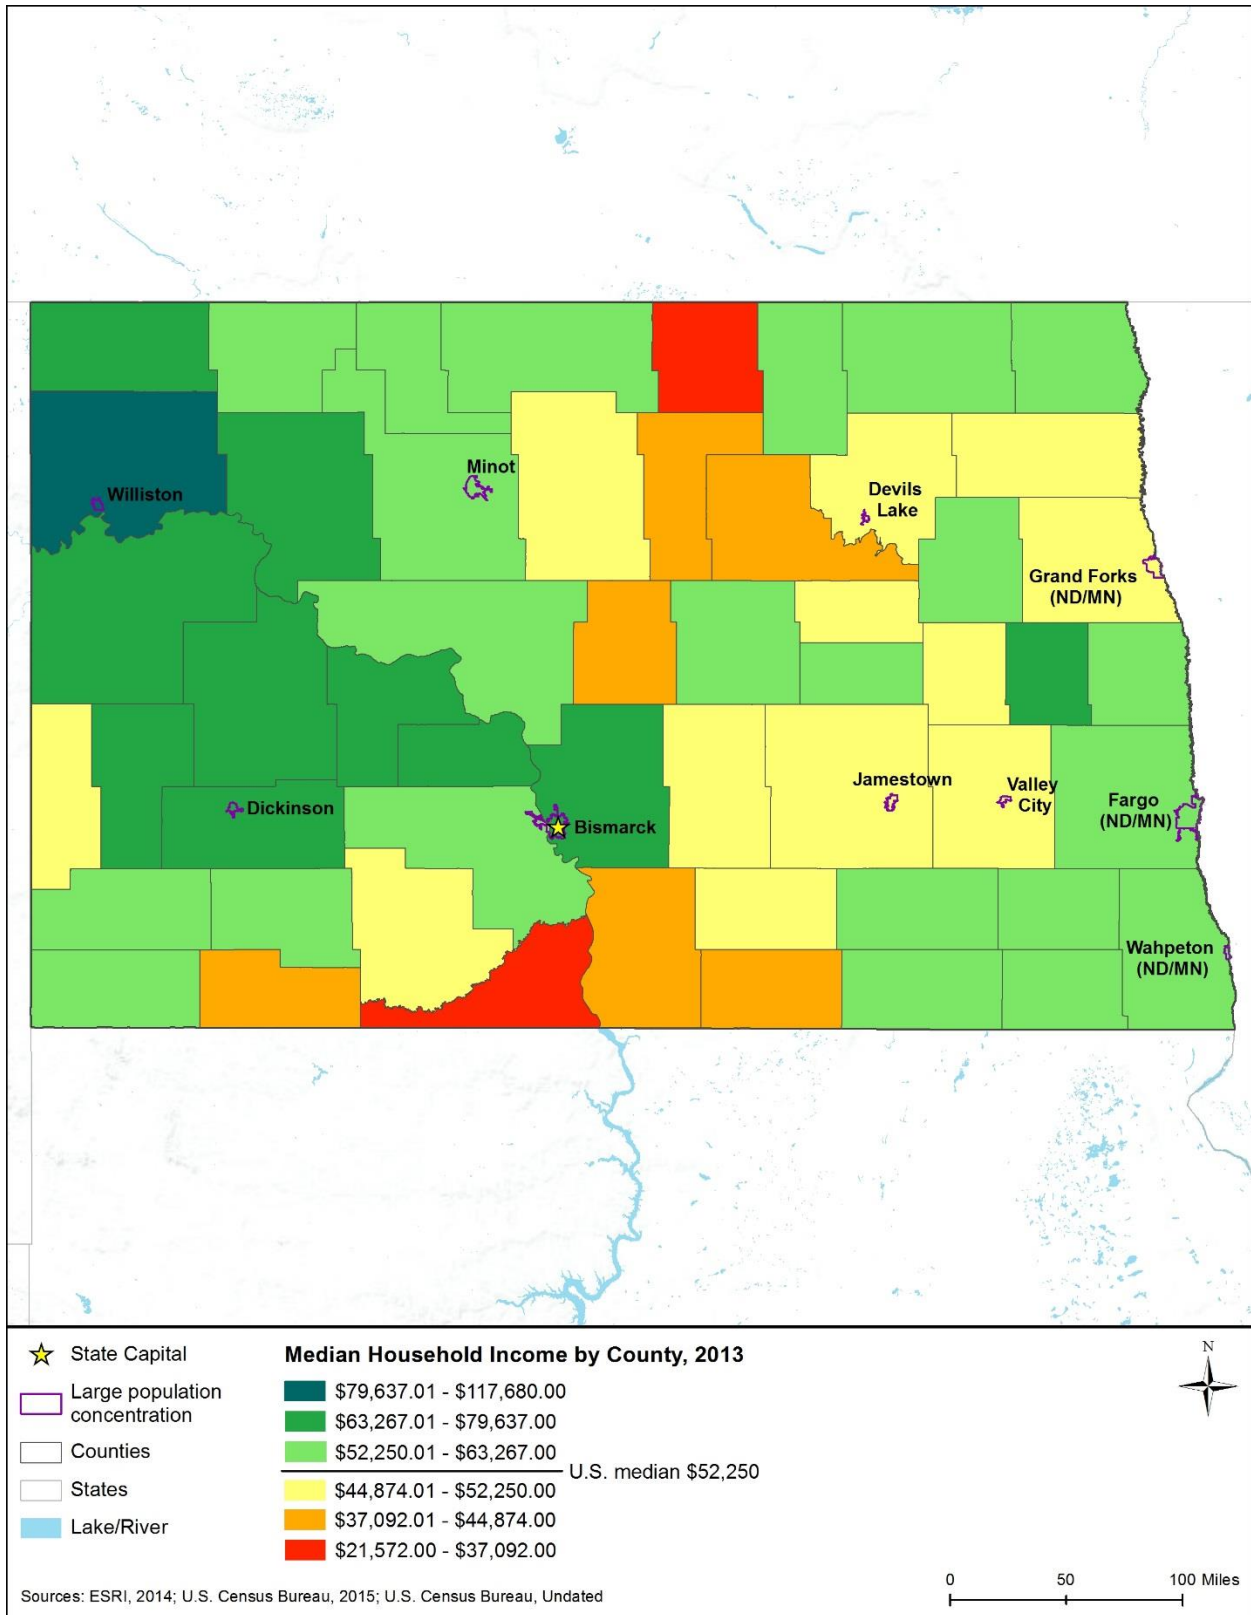 Minot
Williston
Devils
Lake
Grand Forks
(ND/MN)
Jamestown
Valley
City
Fargo
(ND/MN)
Dickinson
Bismarck
Wahpeton
(ND/MN)
State Capital
Large population
concentration
Counties
States
Lake/River
Median Household Income by County, 2013
$79,637.01 - $117,680.00
$63,267.01 - $79,637.00
$52,250.01 - $63,267.00
U.S. median $52,250
$44,874.01 - $52,250.00
$37,092.01 - $44,874.00
$21,572.00 - $37,092.00
N
0 50 100 Miles
Sources: ESRI, 2014; U.S. Census Bureau, 2015; U.S. Census Bureau, Undated